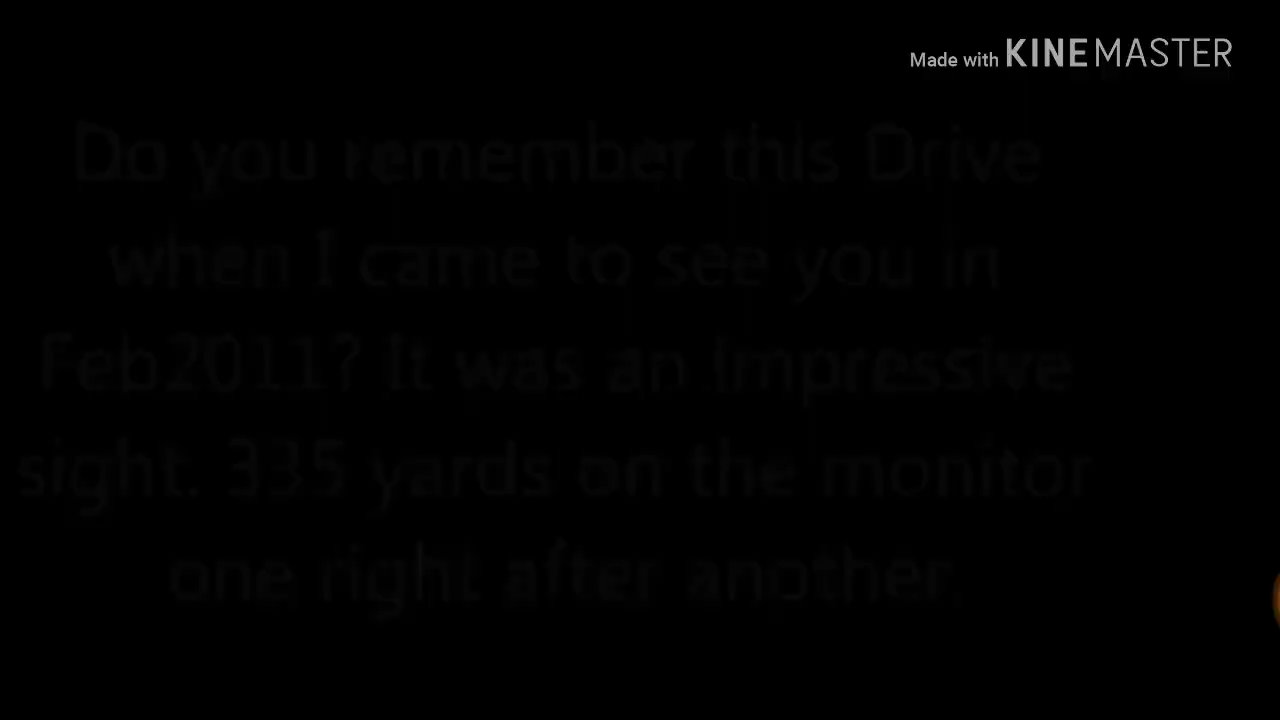 Made with KINEMASTER
Do you remember this Drive
when I came to see you in
Feb2011? It was an impressive
sight. 335 yards on the monitor
one right after another